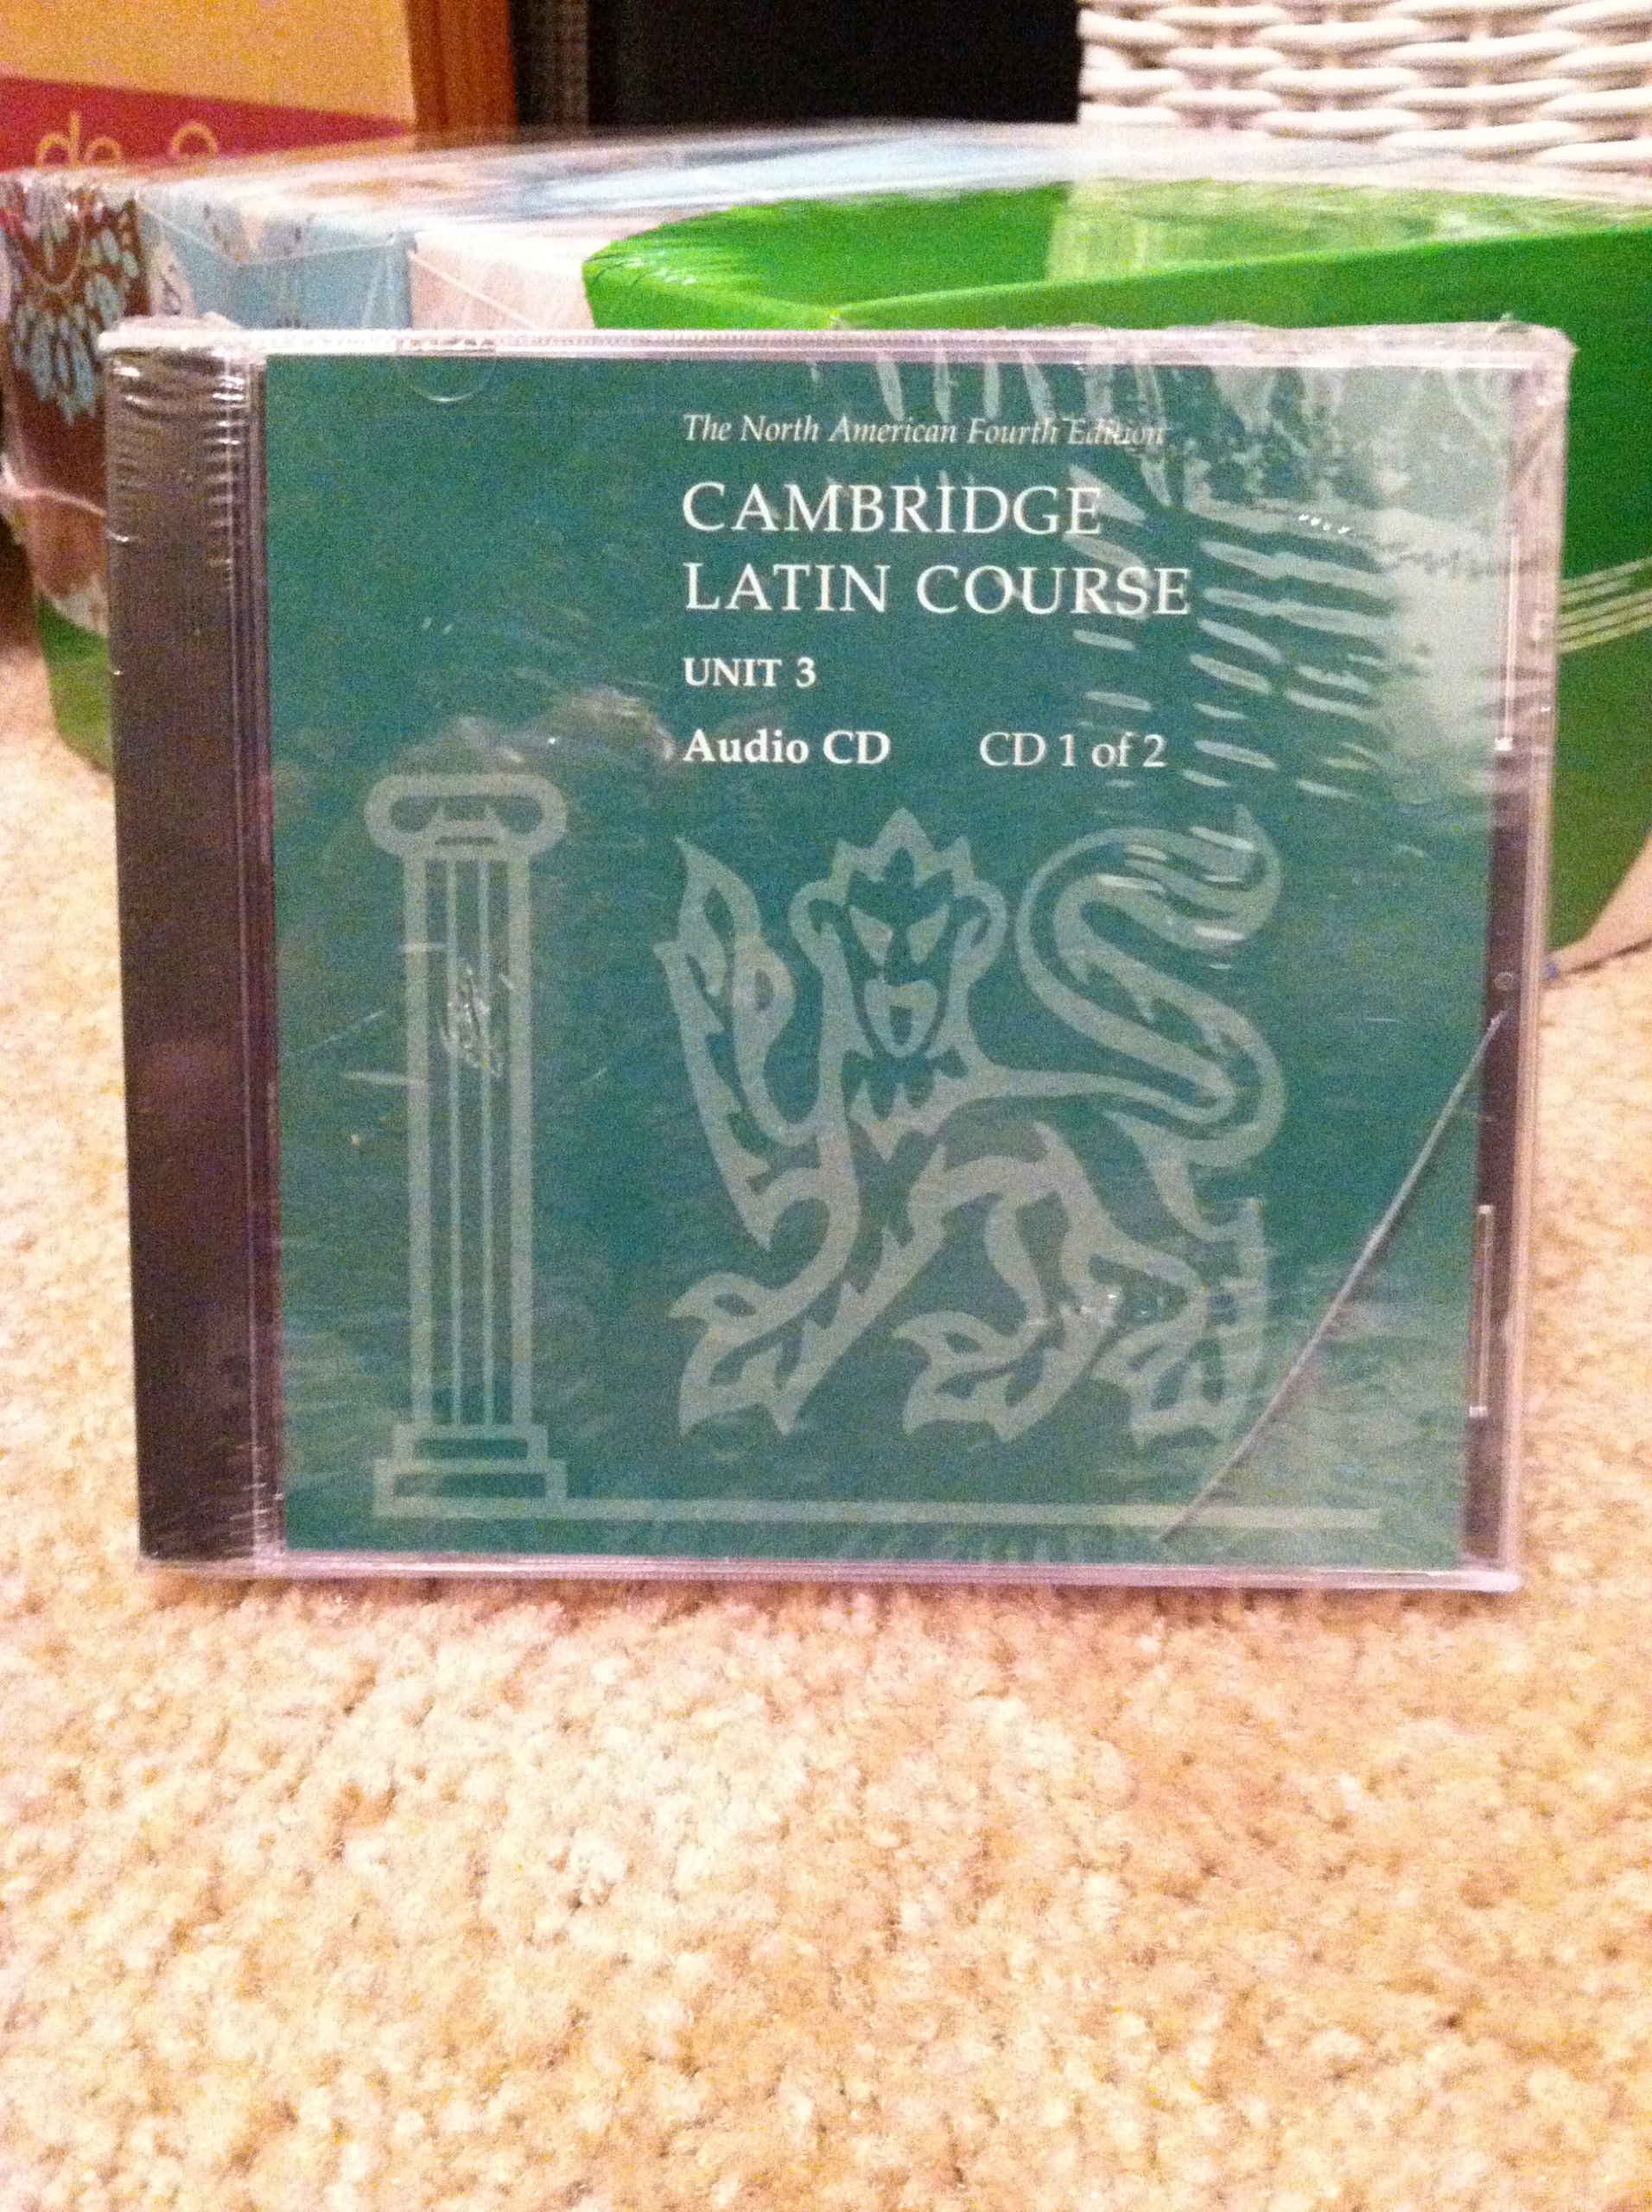 The North American Fourth Edition
CAMBRIDGE
LATIN COURSE
UNIT 3
Audio CD CD 1 of 2